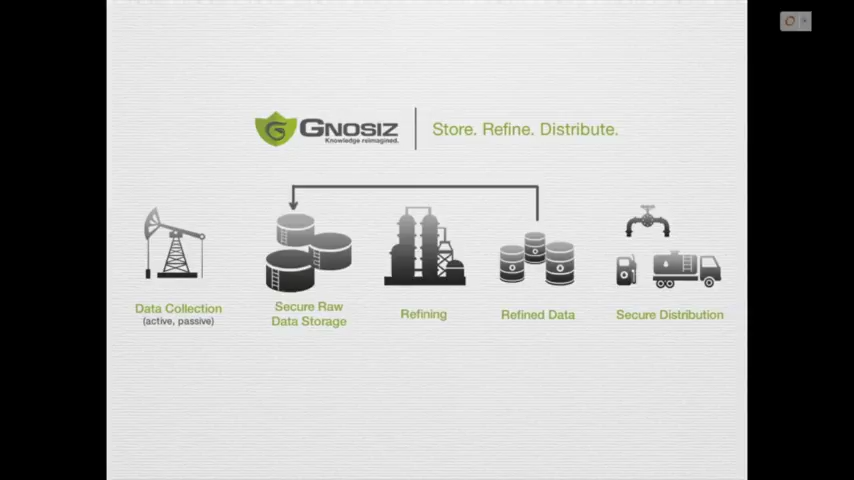 GNOSIZ
Knowledge reimagined.
Store. Refine. Distribute.
Data Collection
(active, passive)
Secure Raw
Data Storage
Refining
Refined Data
Secure Distribution